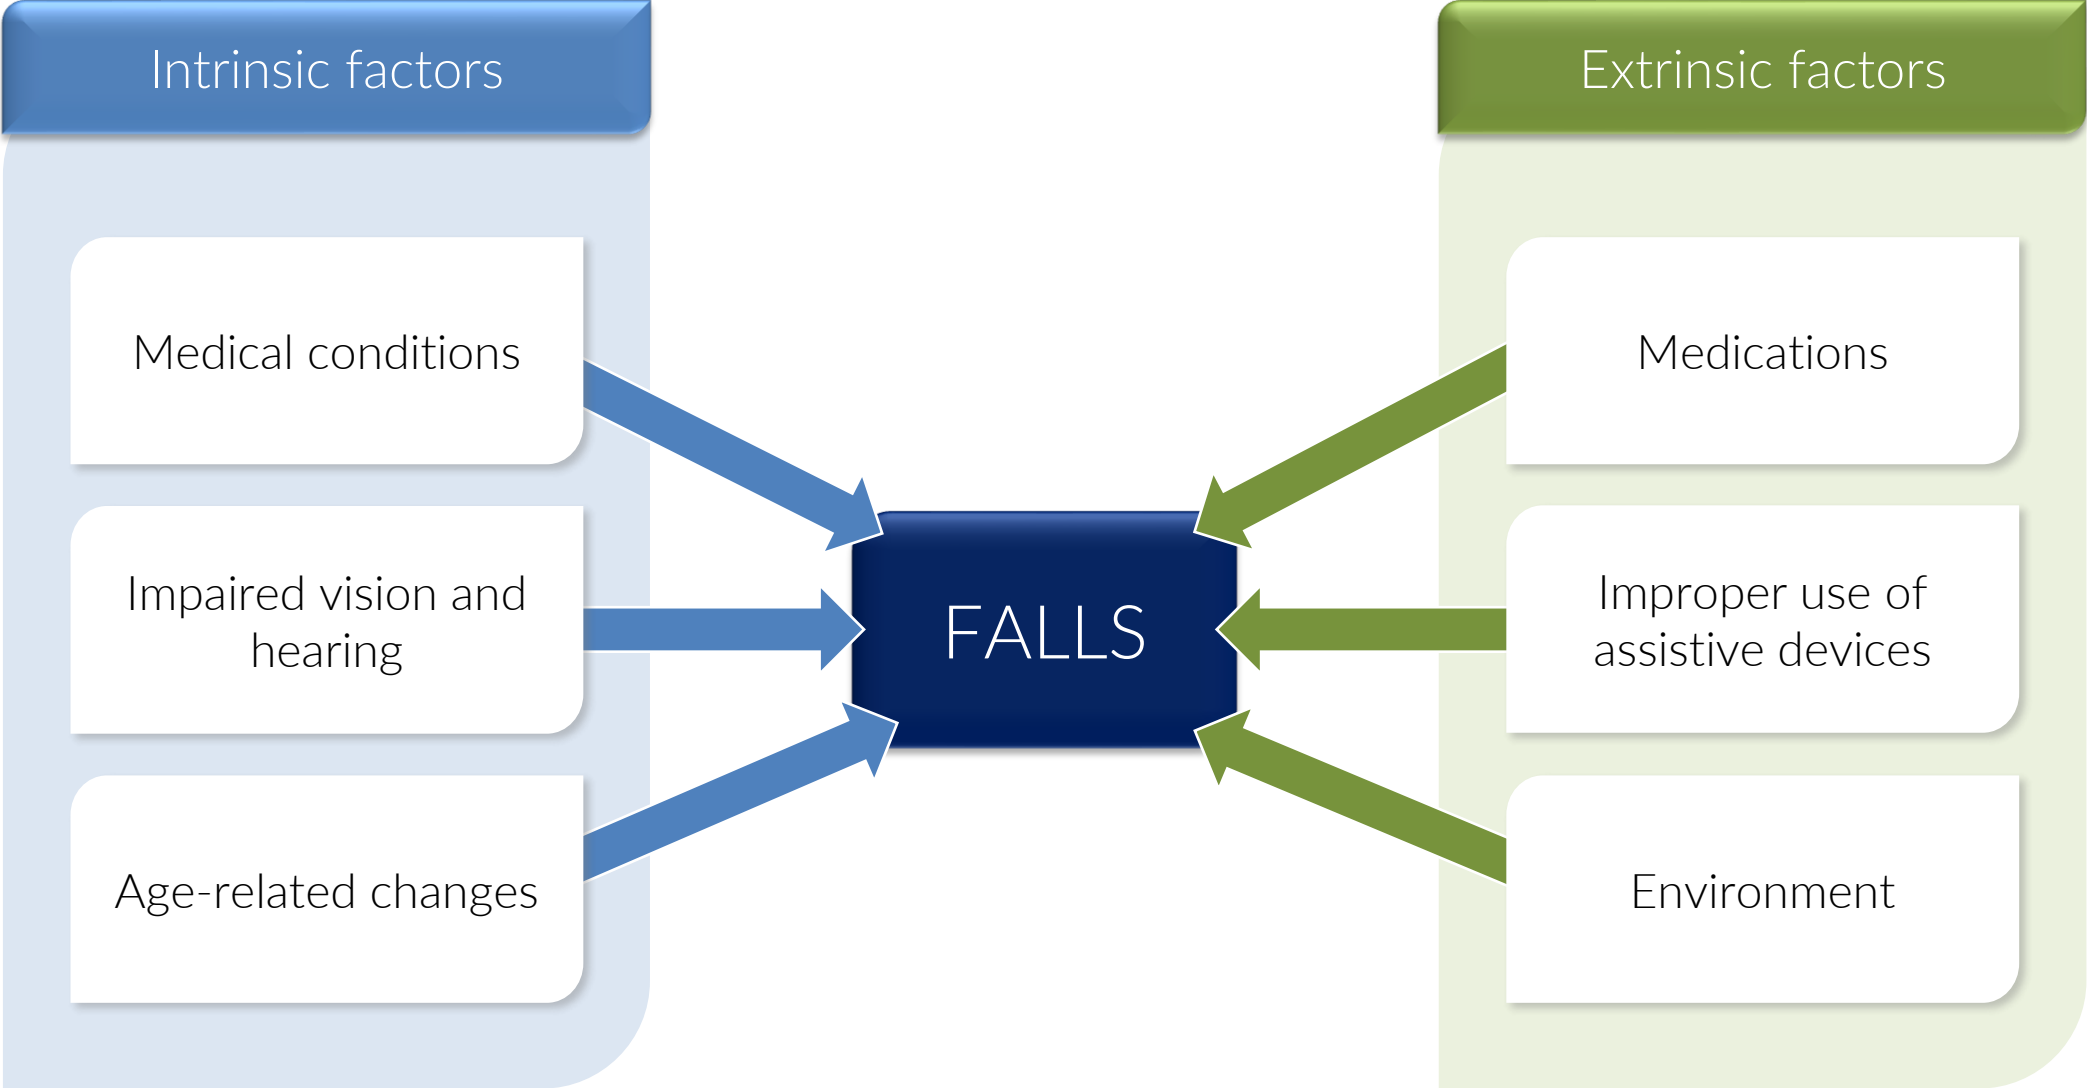 Intrinsic factors
Medical conditions
Impaired vision and
hearing
Age-related changes
FALLS
Extrinsic factors
Medications
Improper use of
assistive devices
Environment